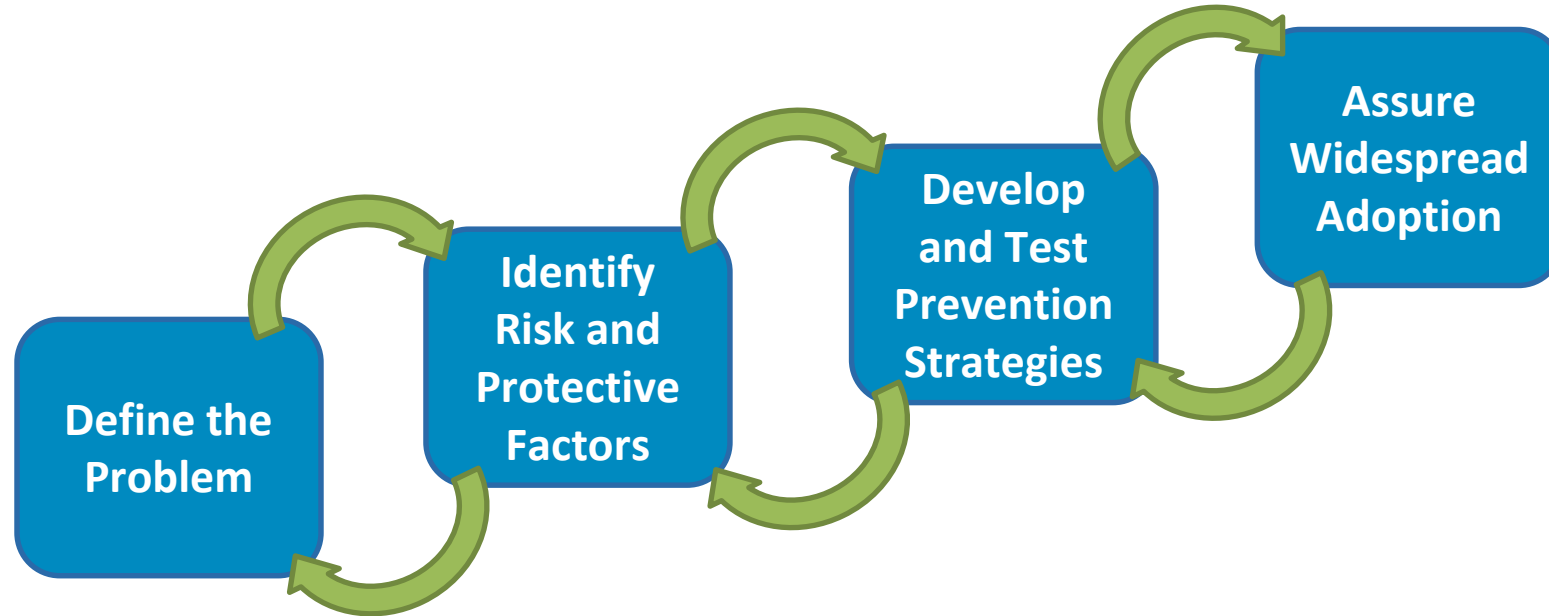 Define the
Problem
Identify
Risk and
Protective
Factors
Develop
and Test
Prevention
Strategies
Assure
Widespread
Adoption